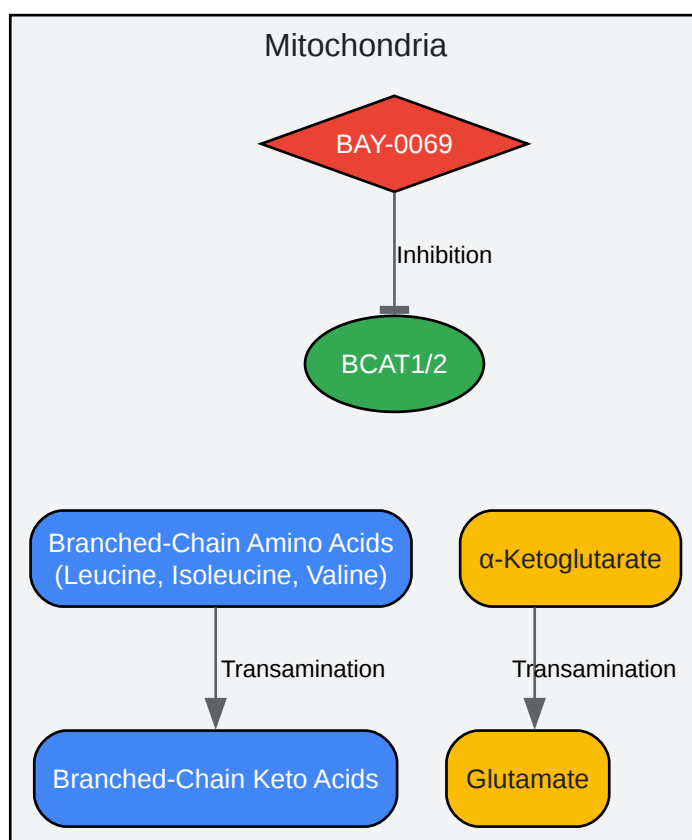 Mitochondria
BAY-0069
Inhibition
BCAT1/2
Branched-Chain Amino Acids
(Leucine, Isoleucine, Valine)
α-Ketoglutarate
Transamination
Transamination
Branched-Chain Keto Acids
Glutamate